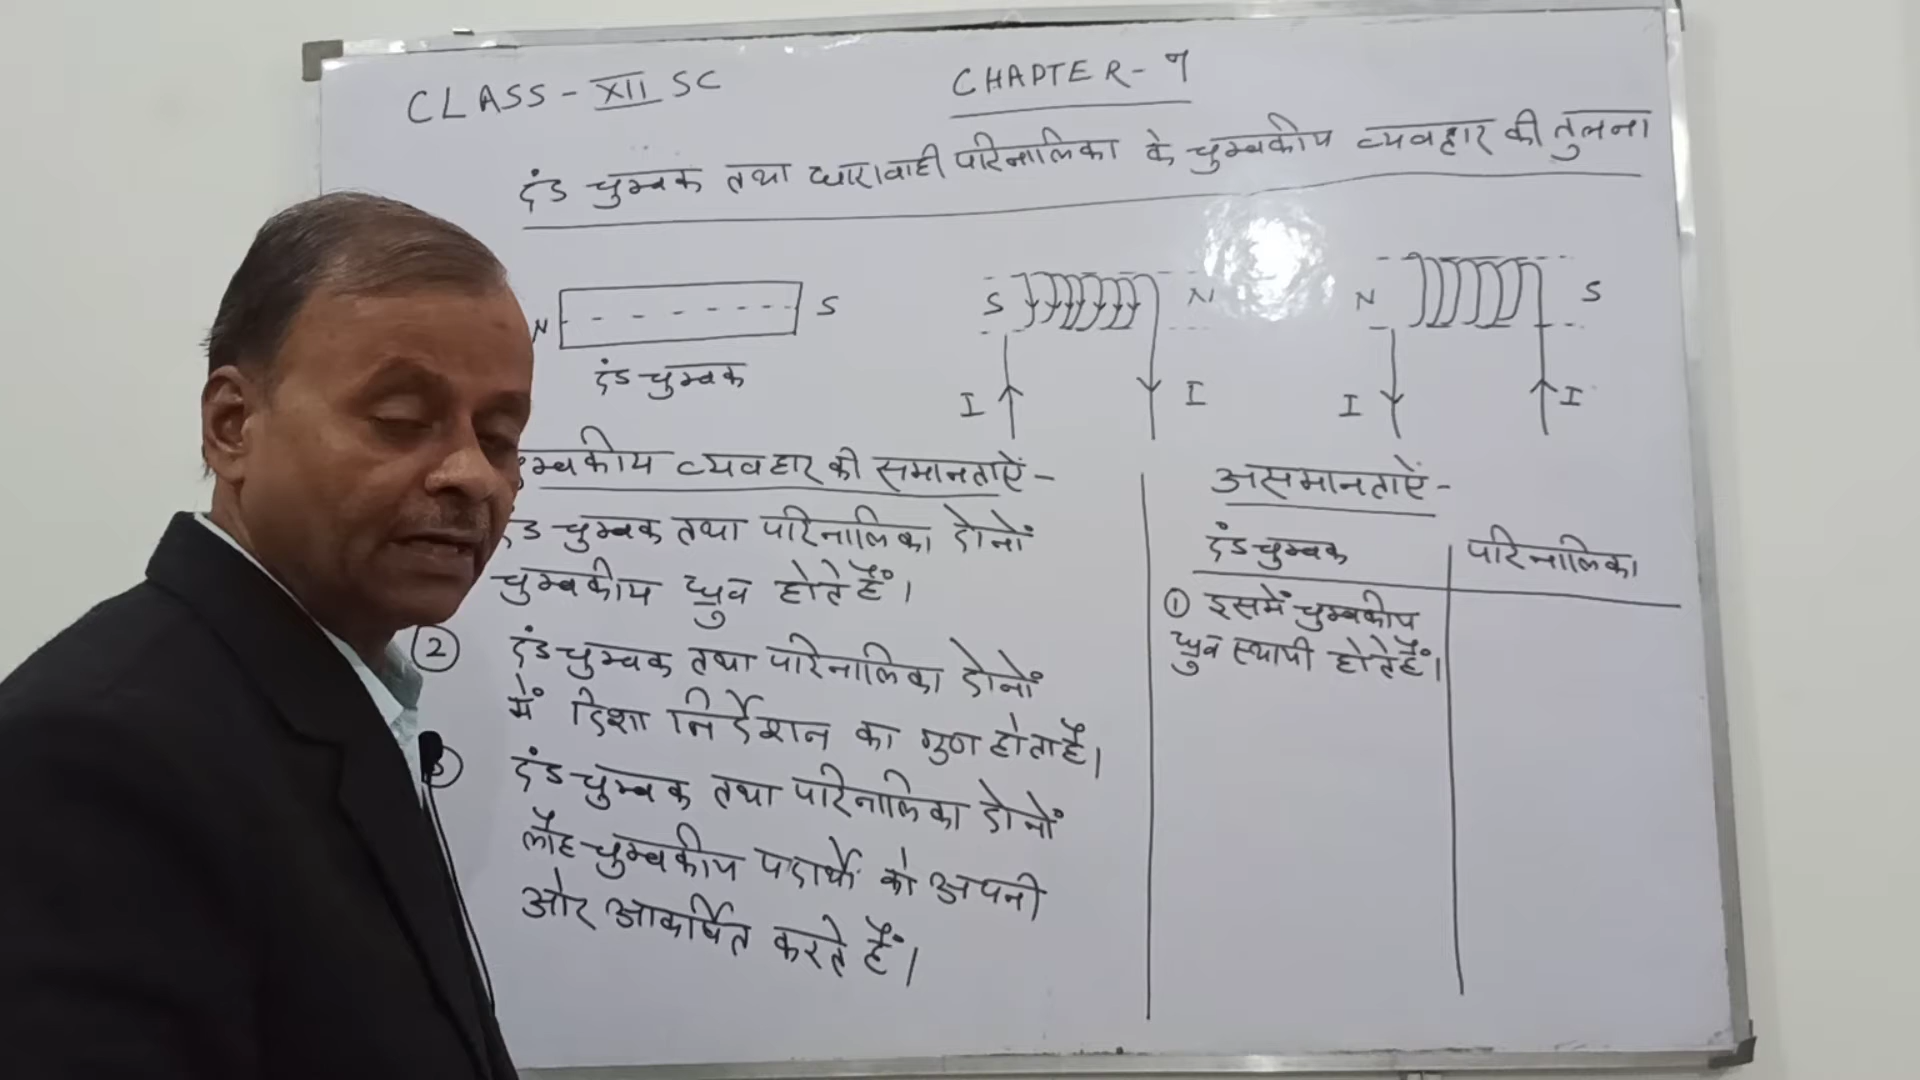 CLASS - XII SC
CHAPTER - 9
दंड चुम्बक तथा धारावाही परिनालिका के चुम्बकीय व्यवहार की तुलना
N S
दंड चुम्बक
S N
I I
N S
I I
चुम्बकीय व्यवहार की समानताऐं -
दंड चुम्बक तथा परिनालिका दोनों
चुम्बकीय ध्रुव होते हैं।
② दंड चुम्बक तथा परिनालिका दोनों
में दिशा निर्देशन का गुण होता है।
③ दंड चुम्बक तथा परिनालिका दोनों
लौह चुम्बकीय पदार्थो को अपनी
ओर आकर्षित करते हैं।
असमानताऐं -
दंड चुम्बक परिनालिका
① इसमें चुम्बकीय
ध्रुव स्थायी होते हैं।